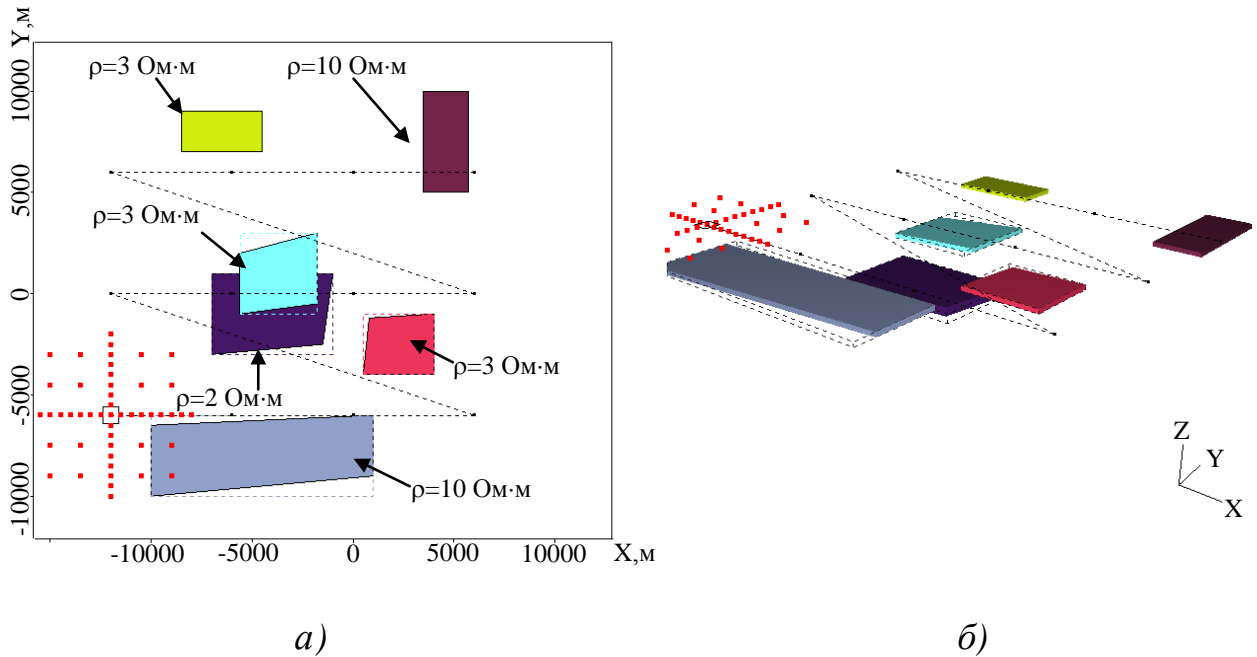 Y,м
ρ=3 Ом·м
ρ=10 Ом·м
10000
5000
ρ=3 Ом·м
0
ρ=3 Ом·м
-5000
ρ=2 Ом·м
ρ=10 Ом·м
-10000
-10000 -5000 0 5000 10000 X,м
Z
Y
X
а) б)